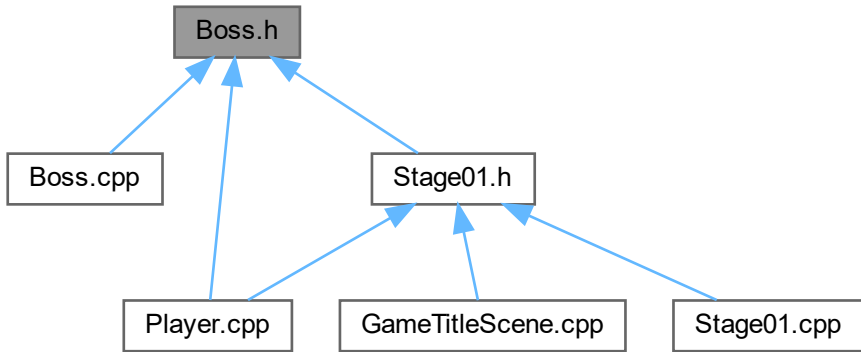 Boss.h
Boss.cpp
Stage01.h
Player.cpp
GameTitleScene.cpp
Stage01.cpp